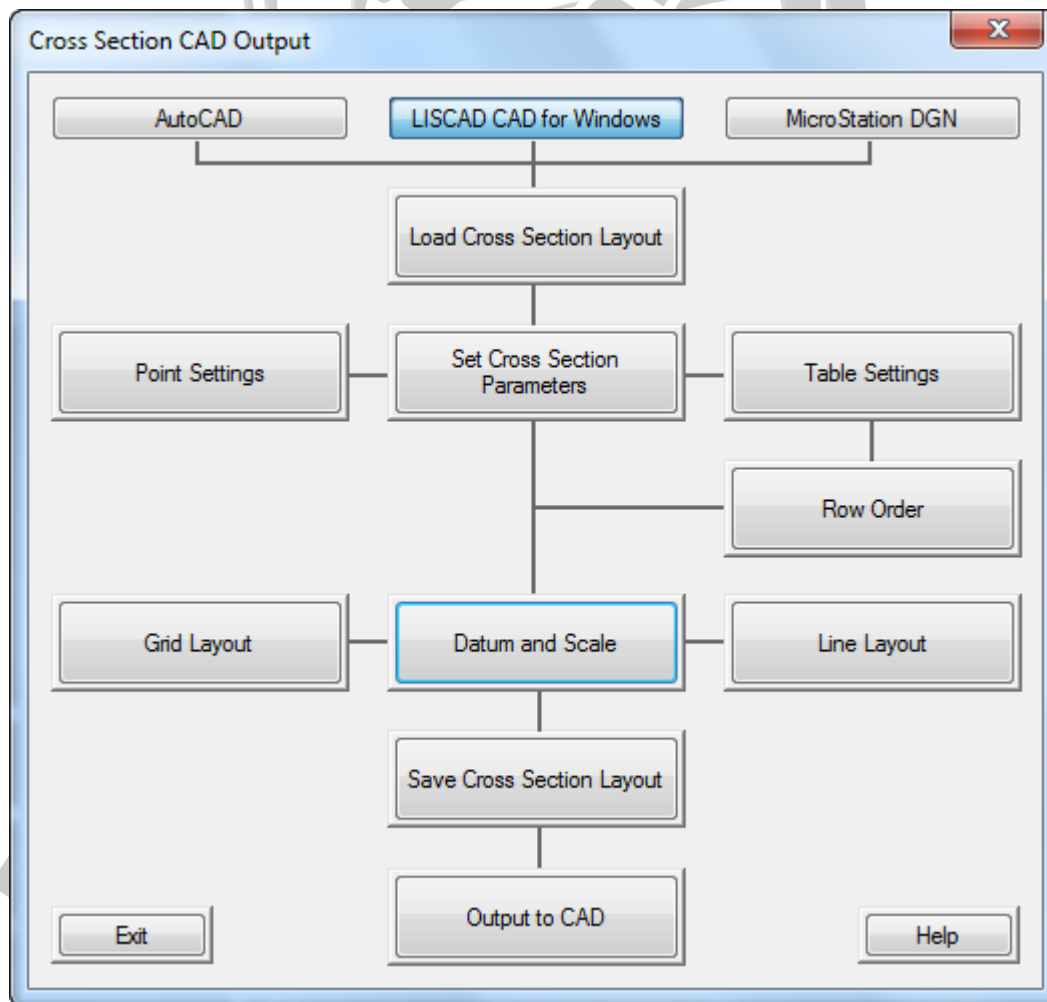 Cross Section CAD Output
AutoCAD
LISCAD CAD for Windows
MicroStation DGN
Load Cross Section Layout
Point Settings
Set Cross Section
Parameters
Table Settings
Row Order
Grid Layout
Datum and Scale
Line Layout
Save Cross Section Layout
Output to CAD
Exit
Help